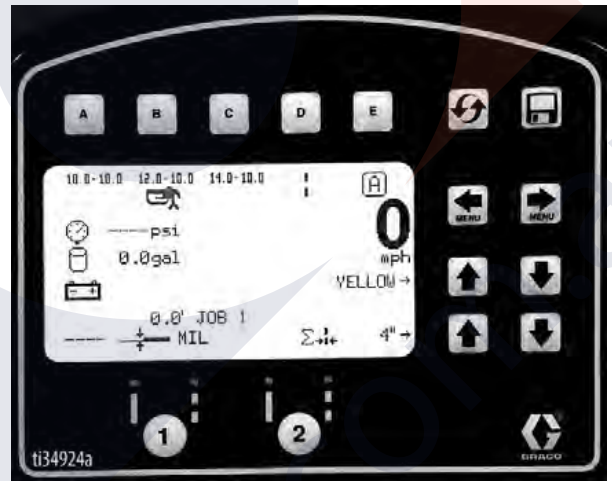 A B C D E
10.0-10.0 12.0-10.0 14.0-10.0
A
----psi
0
0.0gal
mph
YELLOW→
0.0' JOB 1
---- MIL Σ 4"→
MENU MENU
1 2
GRACO
ti34924a